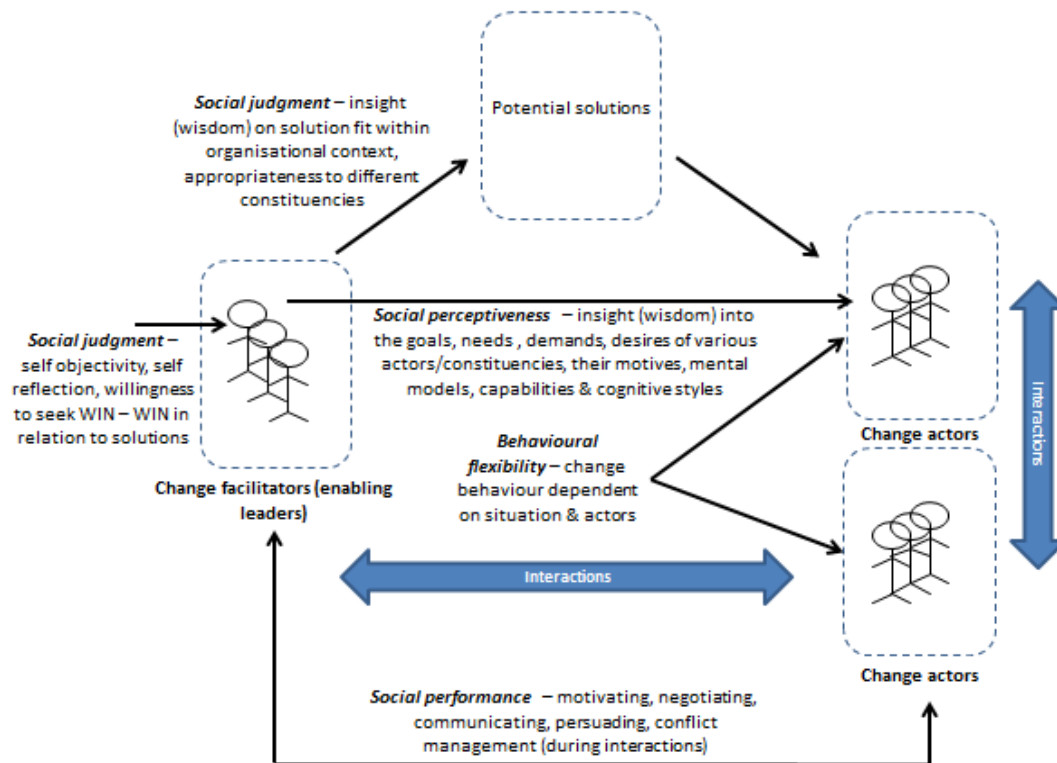 Social judgment – insight
(wisdom) on solution fit within
organisational context,
appropriateness to different
constituencies
Potential solutions
Social judgment –
self objectivity, self
reflection, willingness
to seek WIN – WIN in
relation to solutions
Social perceptiveness – insight (wisdom) into
the goals, needs , demands, desires of various
actors/constituencies, their motives, mental
models, capabilities & cognitive styles
Change actors
Interactions
Behavioural
flexibility – change
behaviour dependent
on situation & actors
Change facilitators (enabling
leaders)
Interactions
Change actors
Social performance – motivating, negotiating,
communicating, persuading, conflict
management (during interactions)